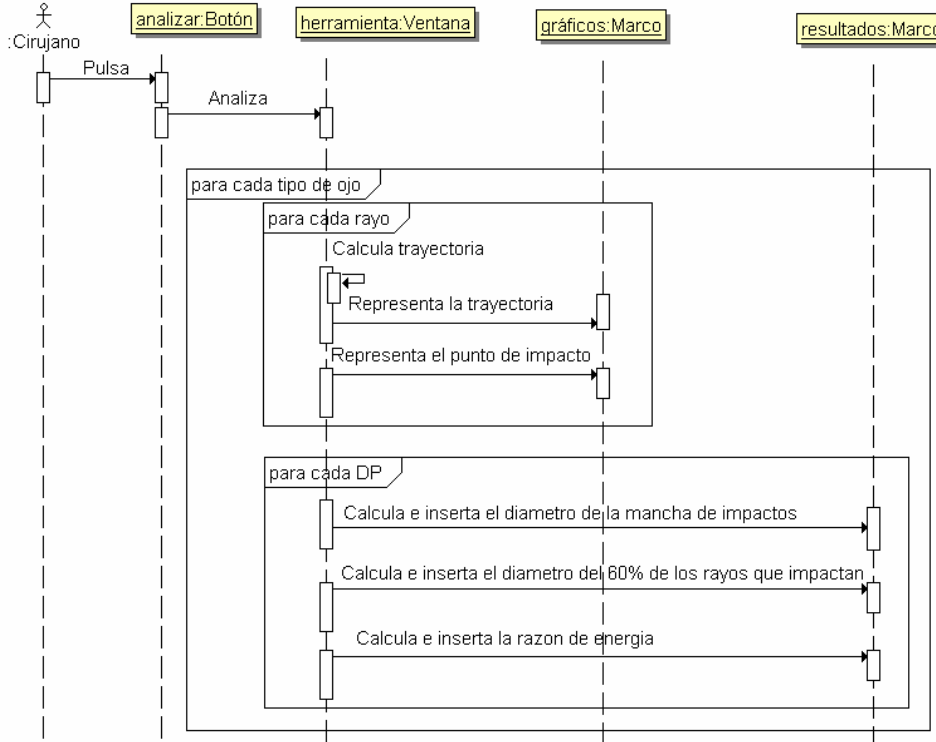 :Cirujano
analizar:Botón
herramienta:Ventana
gráficos:Marco
resultados:Marco
Pulsa
Analiza
para cada tipo de ojo
para cada rayo
Calcula trayectoria
Representa la trayectoria
Representa el punto de impacto
para cada DP
Calcula e inserta el diametro de la mancha de impactos
Calcula e inserta el diametro del 60% de los rayos que impactan
Calcula e inserta la razon de energia